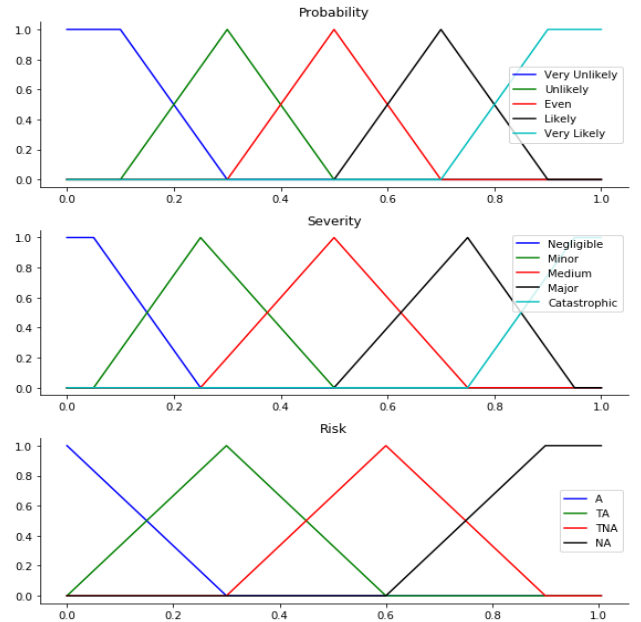 Probability
1.0
0.8
0.6
0.4
0.2
0.0
Very Unlikely
Unlikely
Even
Likely
Very Likely
0.0 0.2 0.4 0.6 0.8 1.0
Severity
1.0
0.8
0.6
0.4
0.2
0.0
Negligible
Minor
Medium
Major
Catastrophic
0.0 0.2 0.4 0.6 0.8 1.0
Risk
1.0
0.8
0.6
0.4
0.2
0.0
A
TA
TNA
NA
0.0 0.2 0.4 0.6 0.8 1.0